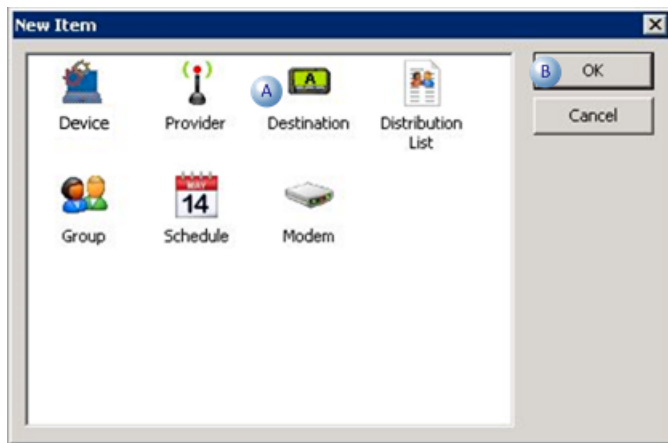 New Item
A
A
B
OK
Device
Provider
Destination
Distribution
List
Cancel
MAY
14
Group
Schedule
Modem